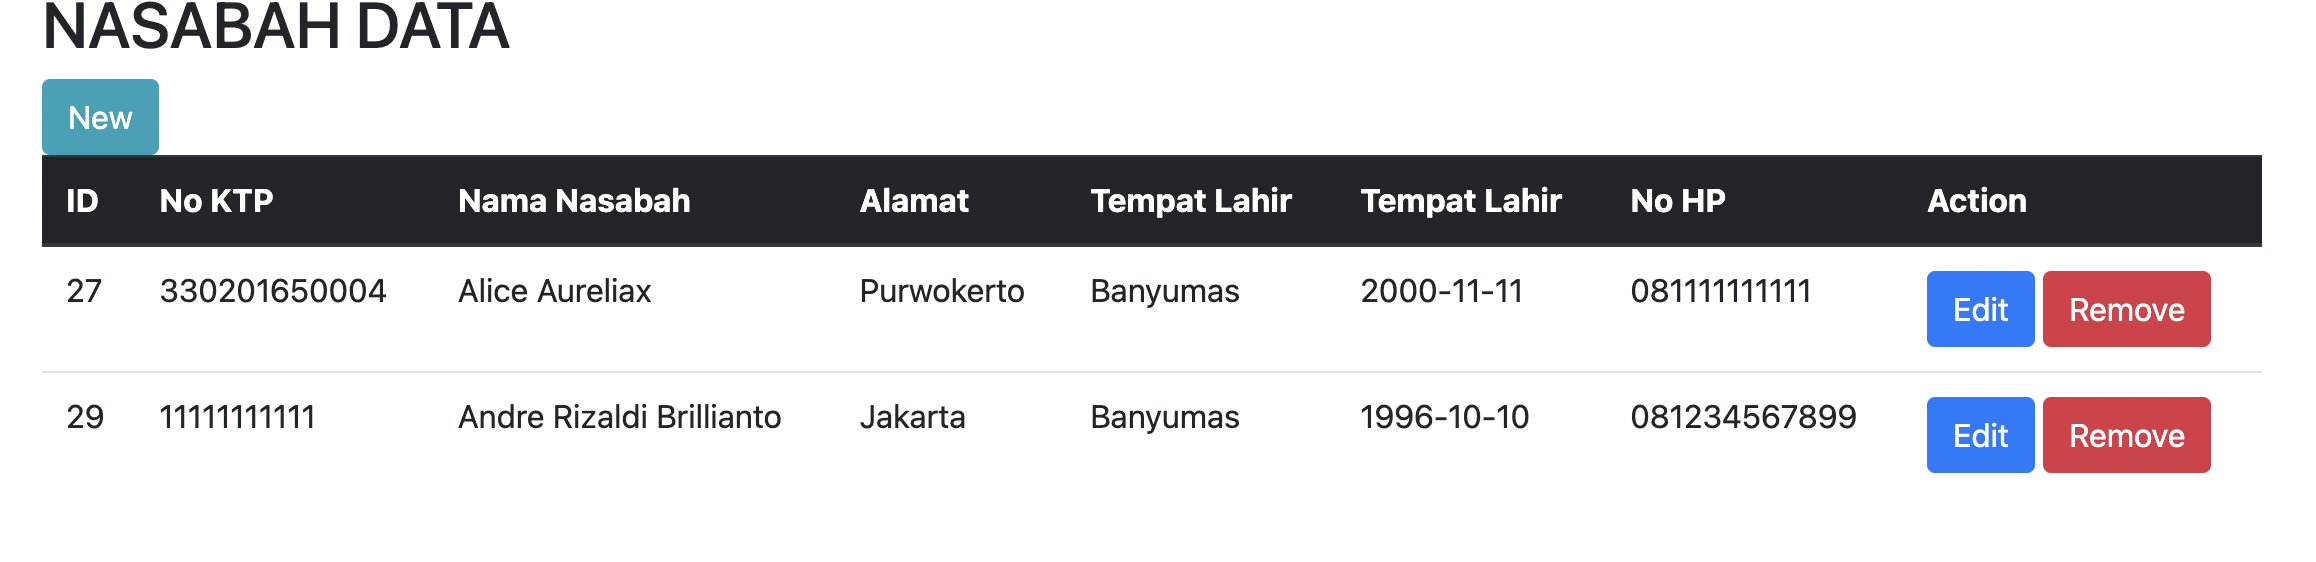 NASABAH DATA
New
ID No KTP Nama Nasabah Alamat Tempat Lahir Tempat Lahir No HP Action
27 330201650004 Alice Aureliax Purwokerto Banyumas 2000-11-11 081111111111 Edit Remove
29 11111111111 Andre Rizaldi Brillianto Jakarta Banyumas 1996-10-10 081234567899 Edit Remove